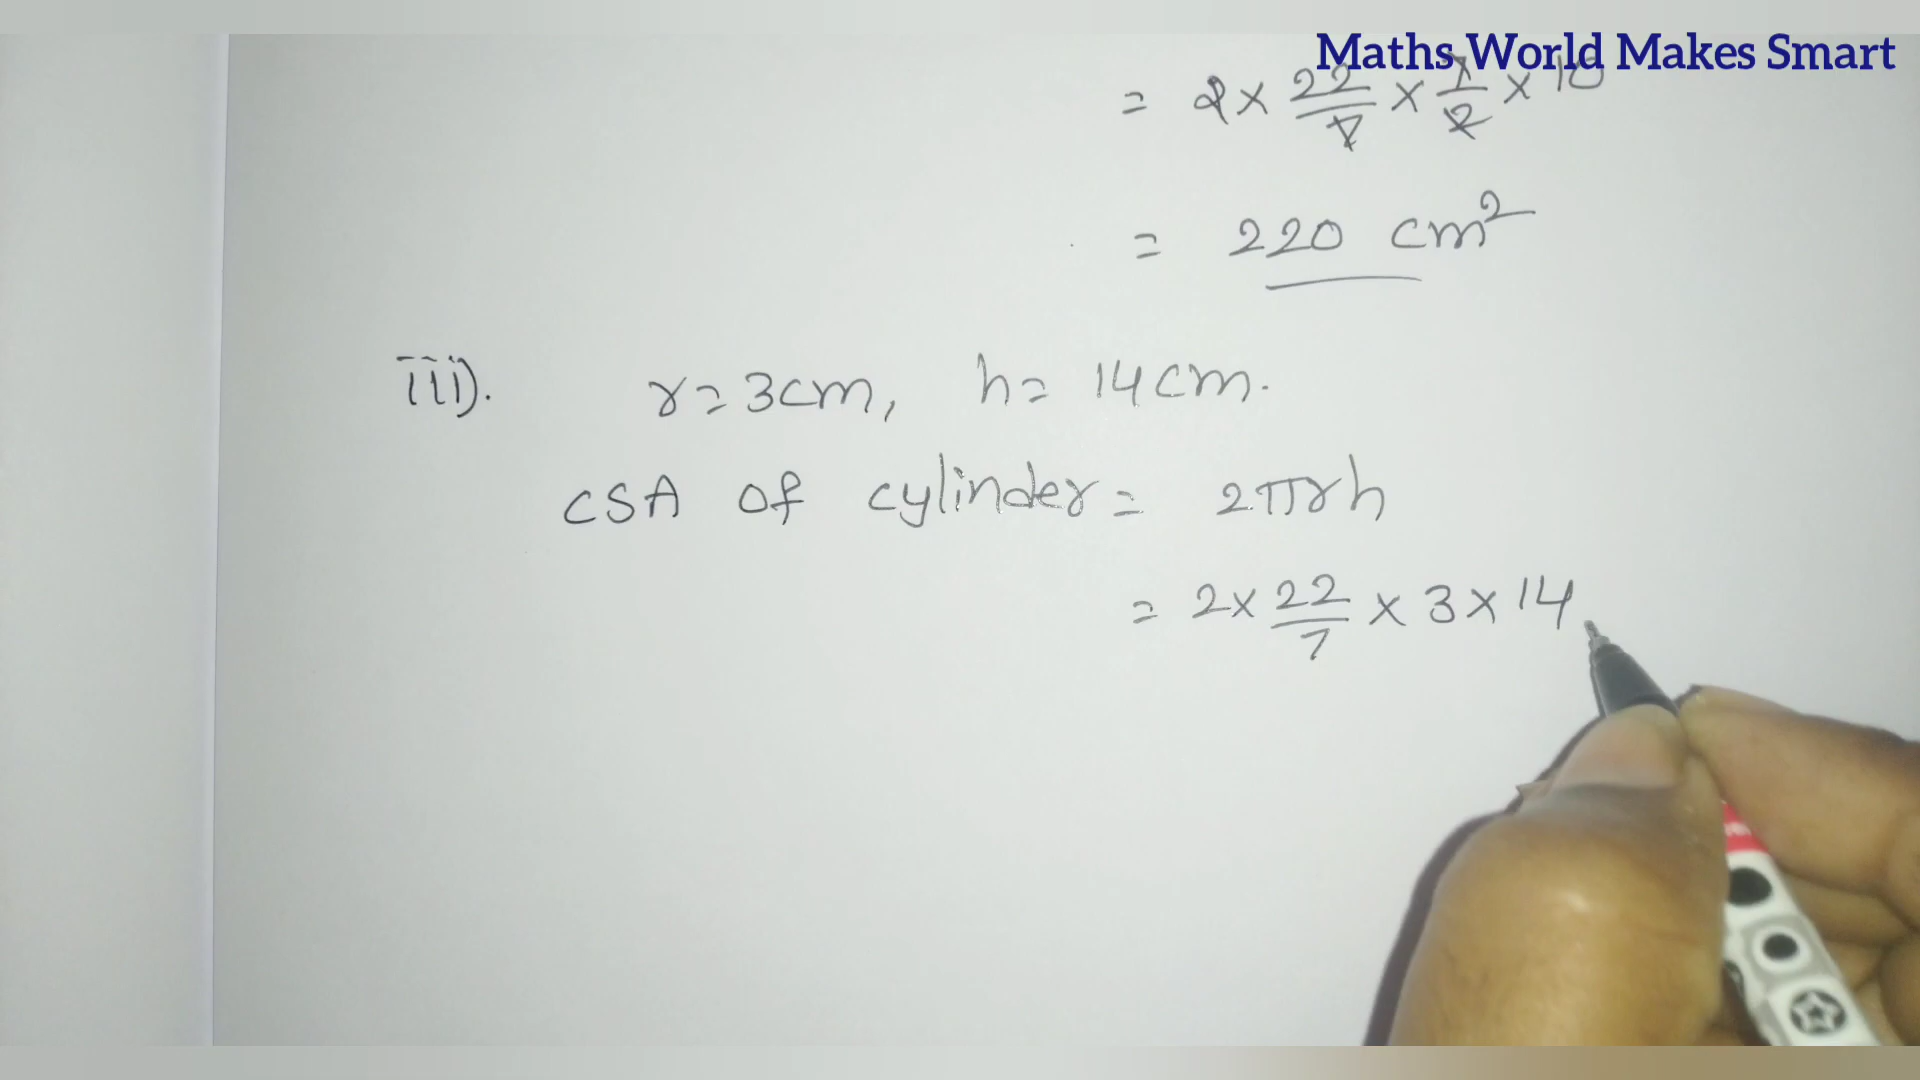 Maths World Makes Smart
= 2 × 22/7 × 7/2 × 10
= 220 cm²
iii). r = 3cm, h = 14cm.
CSA of cylinder = 2πrh
= 2 × 22/7 × 3 × 14